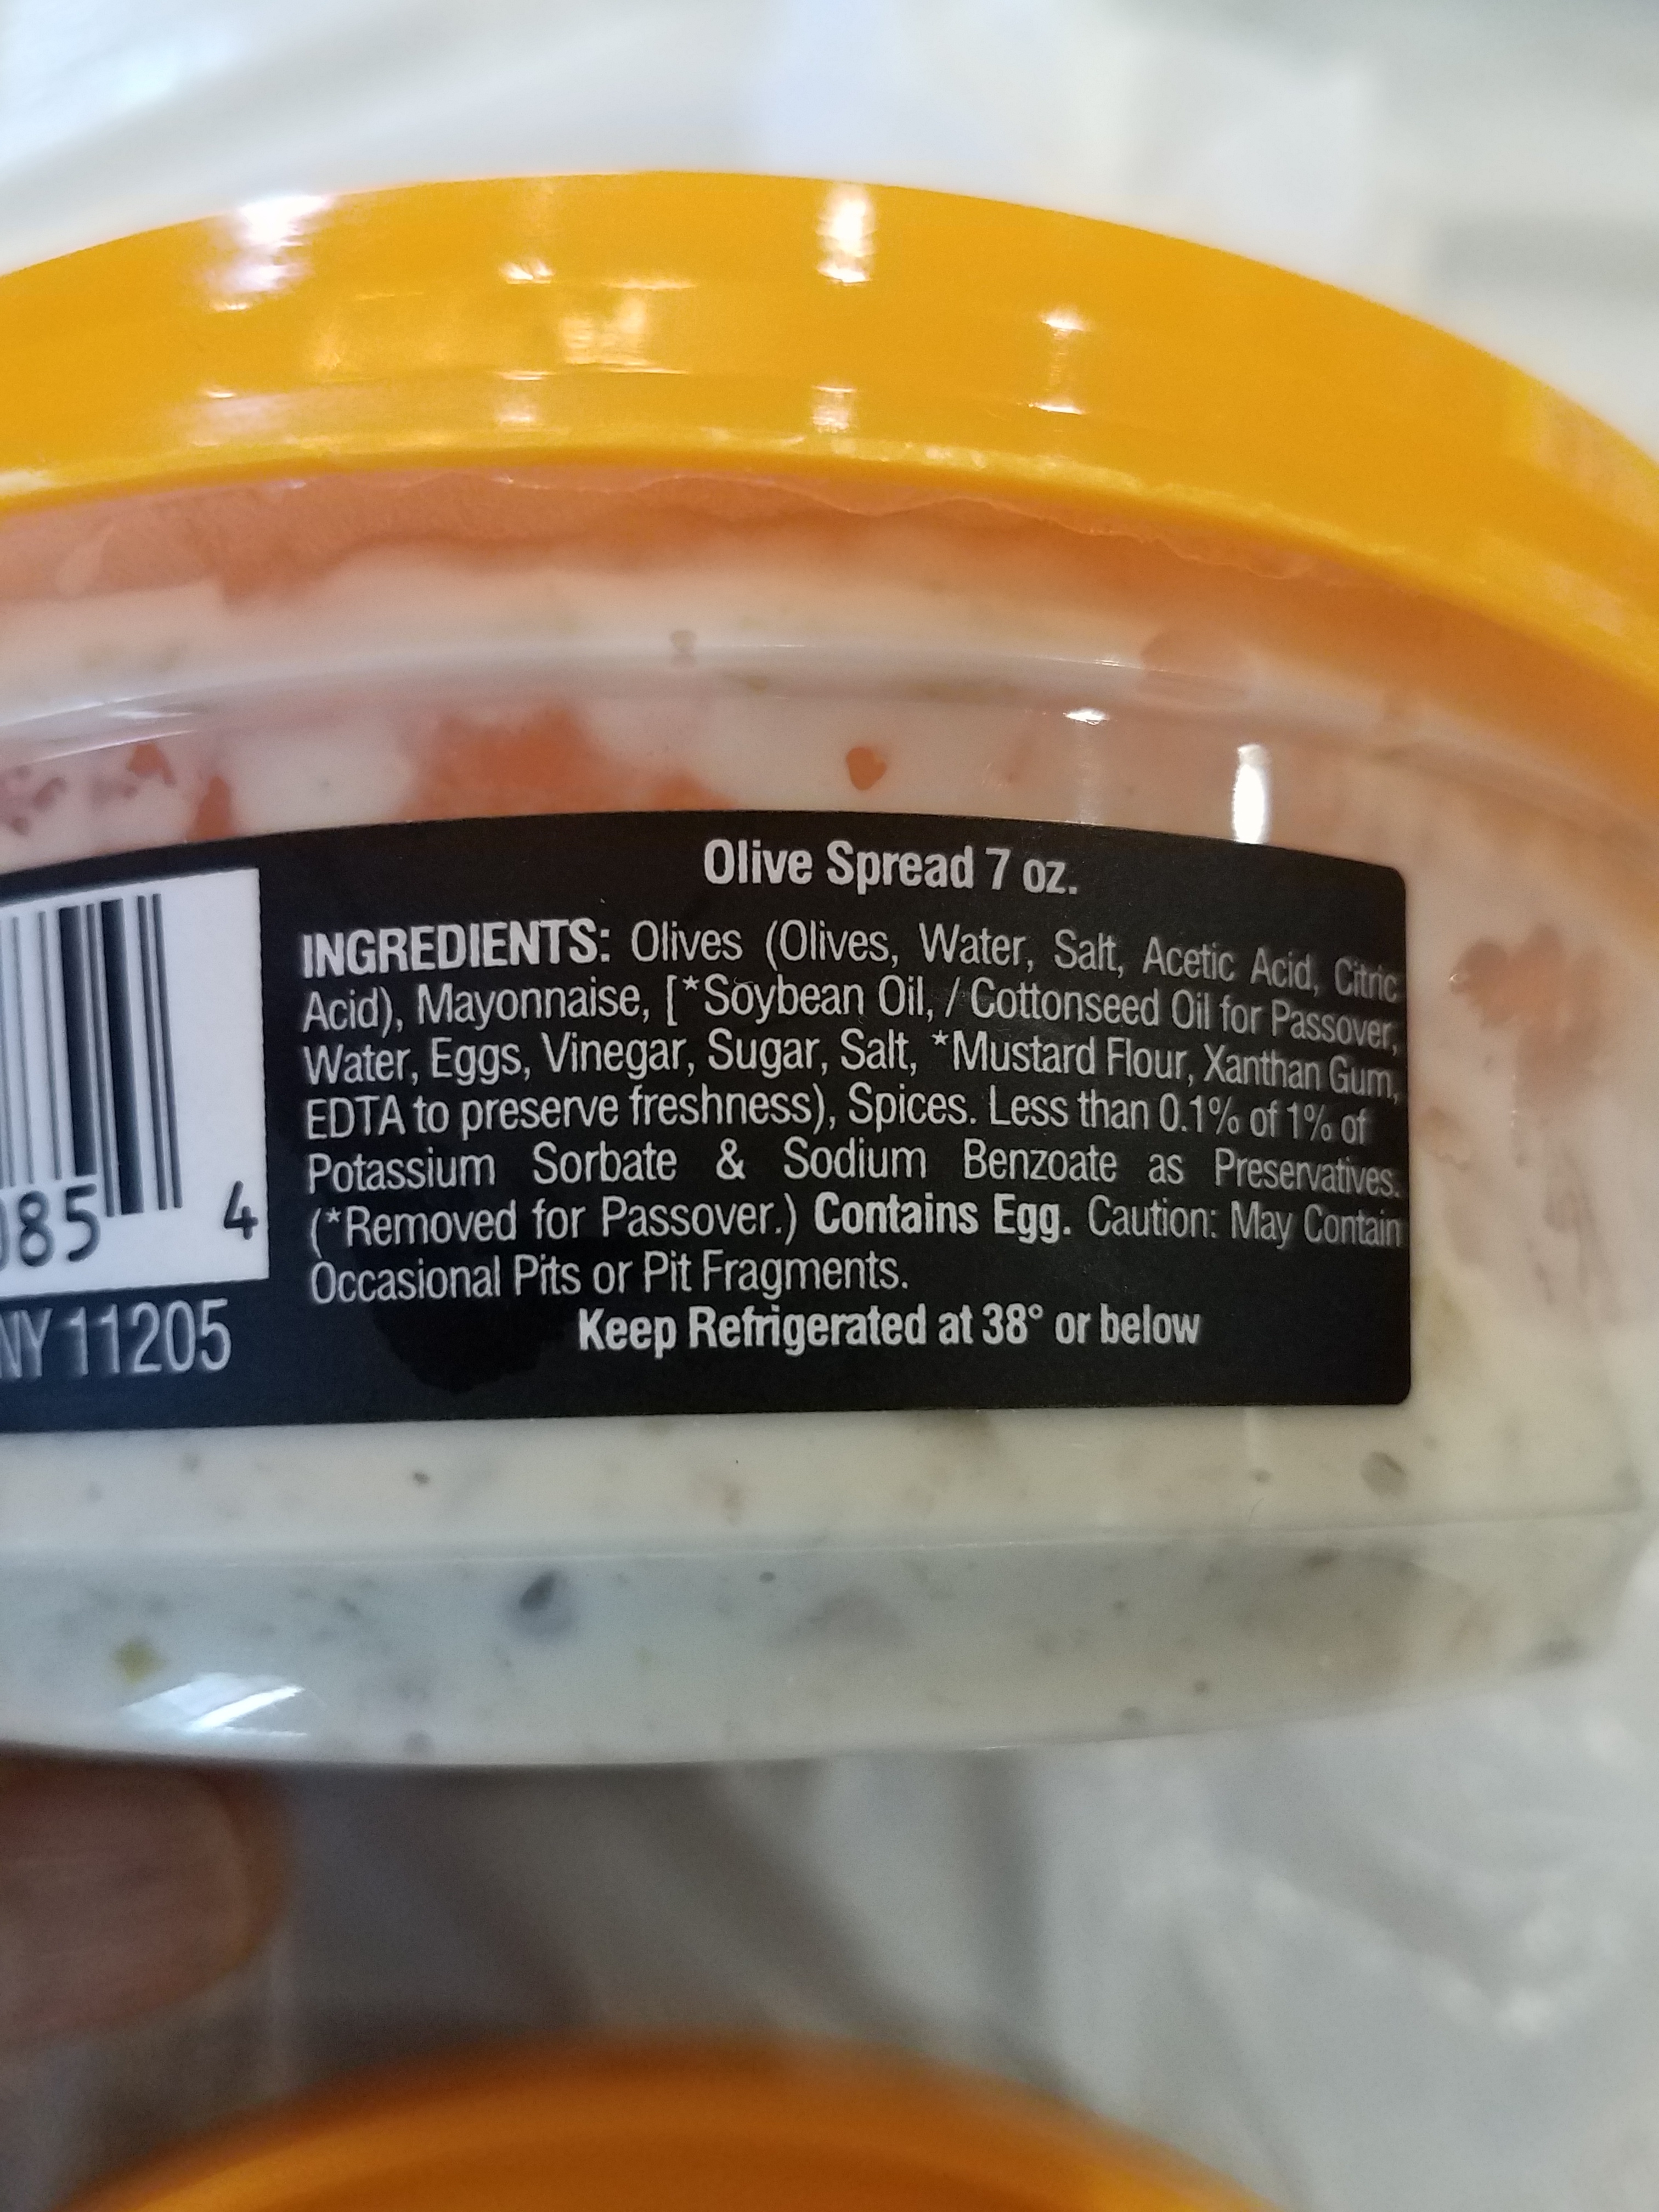 Olive Spread 7 oz.
INGREDIENTS: Olives (Olives, Water, Salt, Acetic Acid, Citric
Acid), Mayonnaise, [*Soybean Oil, / Cottonseed Oil for Passover,
Water, Eggs, Vinegar, Sugar, Salt, *Mustard Flour, Xanthan Gum,
EDTA to preserve freshness), Spices. Less than 0.1% of 1% of
Potassium Sorbate & Sodium Benzoate as Preservatives.
(*Removed for Passover.) Contains Egg. Caution: May Contain
Occasional Pits or Pit Fragments.
Keep Refrigerated at 38° or below
085 4
NY 11205